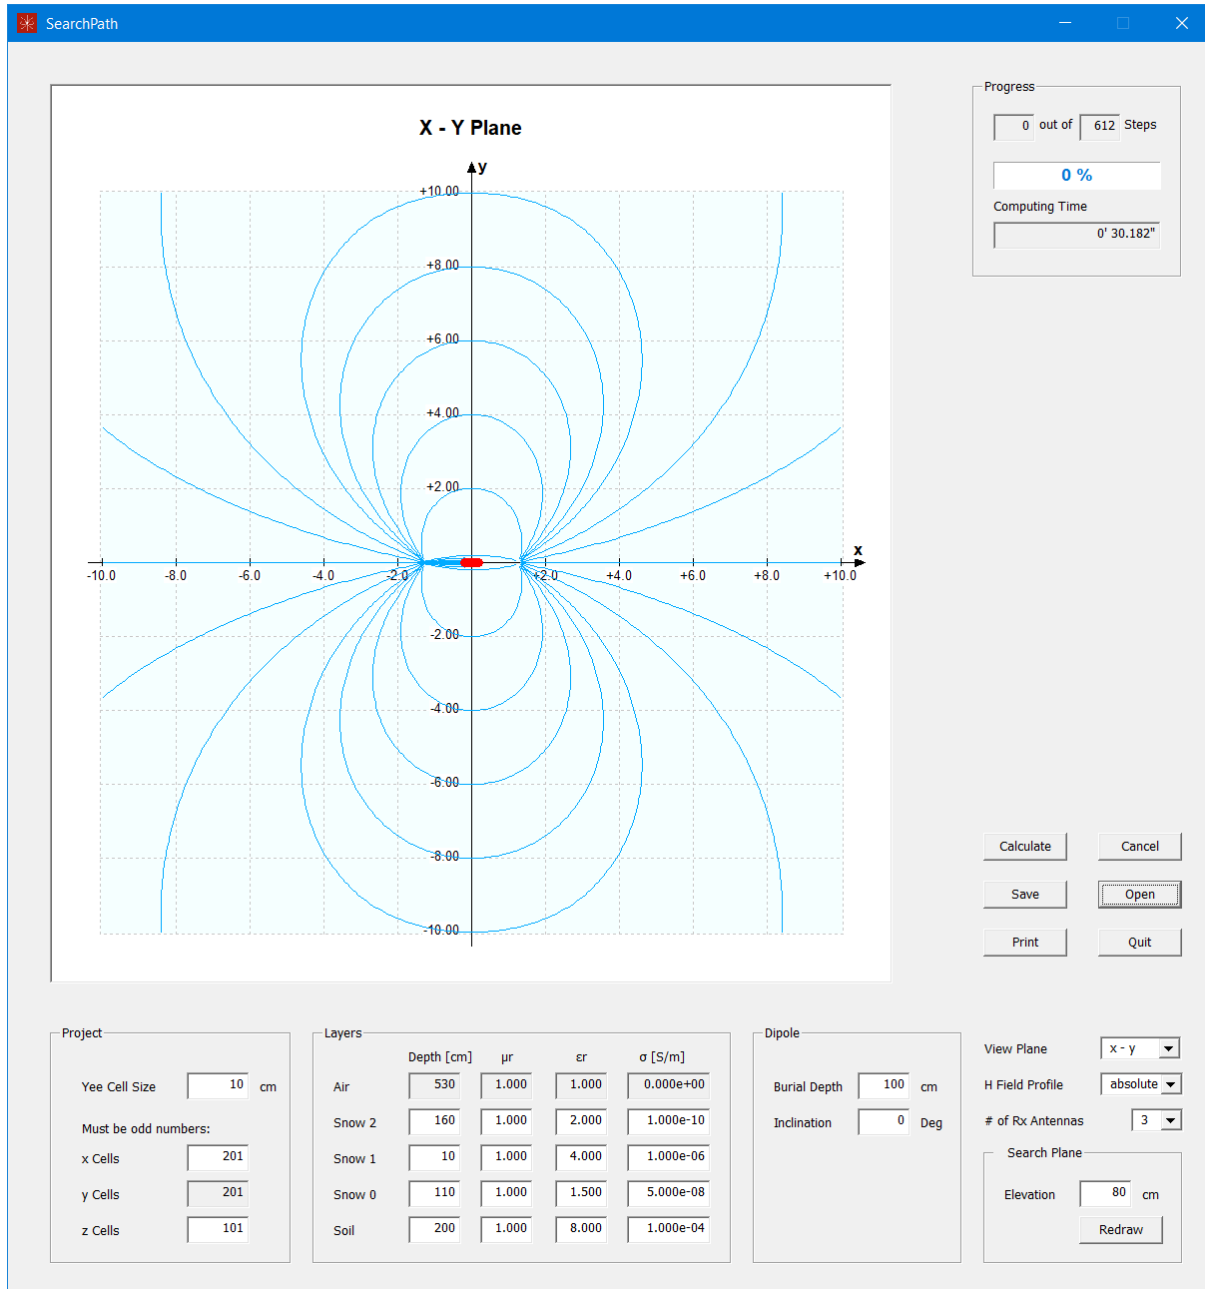 SearchPath
X - Y Plane
y
+10.00
+8.00
+6.00
+4.00
+2.00
x
-10.0 -8.0 -6.0 -4.0 -2.0 +2.0 +4.0 +6.0 +8.0 +10.0
-2.00
-4.00
-6.00
-8.00
-10.00
Progress
0 out of 612 Steps
0 %
Computing Time
0' 30.182"
Calculate Cancel
Save Open
Print Quit
Project
Yee Cell Size 10 cm
Must be odd numbers:
x Cells 201
y Cells 201
z Cells 101
Layers
Depth [cm] μr εr σ [S/m]
Air 530 1.000 1.000 0.000e+00
Snow 2 160 1.000 2.000 1.000e-10
Snow 1 10 1.000 4.000 1.000e-06
Snow 0 110 1.000 1.500 5.000e-08
Soil 200 1.000 8.000 1.000e-04
Dipole
Burial Depth 100 cm
Inclination 0 Deg
View Plane x - y
H Field Profile absolute
# of Rx Antennas 3
Search Plane
Elevation 80 cm
Redraw